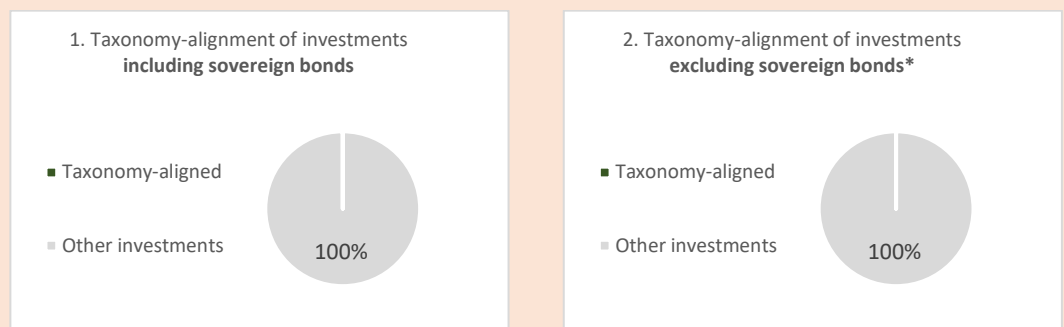 1. Taxonomy-alignment of investments
including sovereign bonds
Taxonomy-aligned
Other investments
100%
2. Taxonomy-alignment of investments
excluding sovereign bonds*
Taxonomy-aligned
Other investments
100%